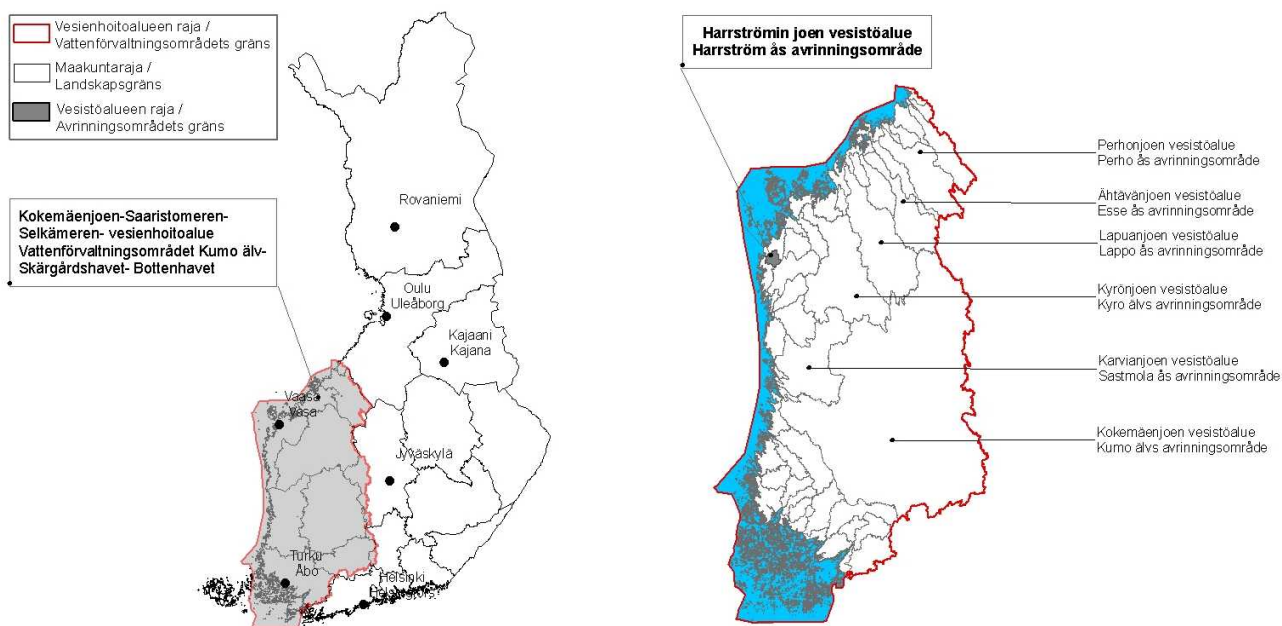 Vesienhoitoalueen raja /
Vattenförvaltningsområdets gräns
Maakuntaraja /
Landskapsgräns
Vesistöalueen raja /
Avrinningsområdets gräns
Kokemäenjoen-Saaristomeren-
Selkämeren- vesienhoitoalue
Vattenförvaltningsområdet Kumo älv-
Skärgårdshavet- Bottenhavet
Rovaniemi
Oulu
Uleåborg
Kajaani
Kajana
Vaasa
Vasa
Jyväskylä
Turku
Åbo
Helsinki
Helsingfors
Harrströmin joen vesistöalue
Harrström ås avrinningsområde
Perhonjoen vesistöalue
Perho ås avrinningsområde
Ähtävänjoen vesistöalue
Esse ås avrinningsområde
Lapuanjoen vesistöalue
Lappo ås avrinningsområde
Kyrönjoen vesistöalue
Kyro älvs avrinningsområde
Karvianjoen vesistöalue
Sastmola ås avrinningsområde
Kokemäenjoen vesistöalue
Kumo älvs avrinningsområde